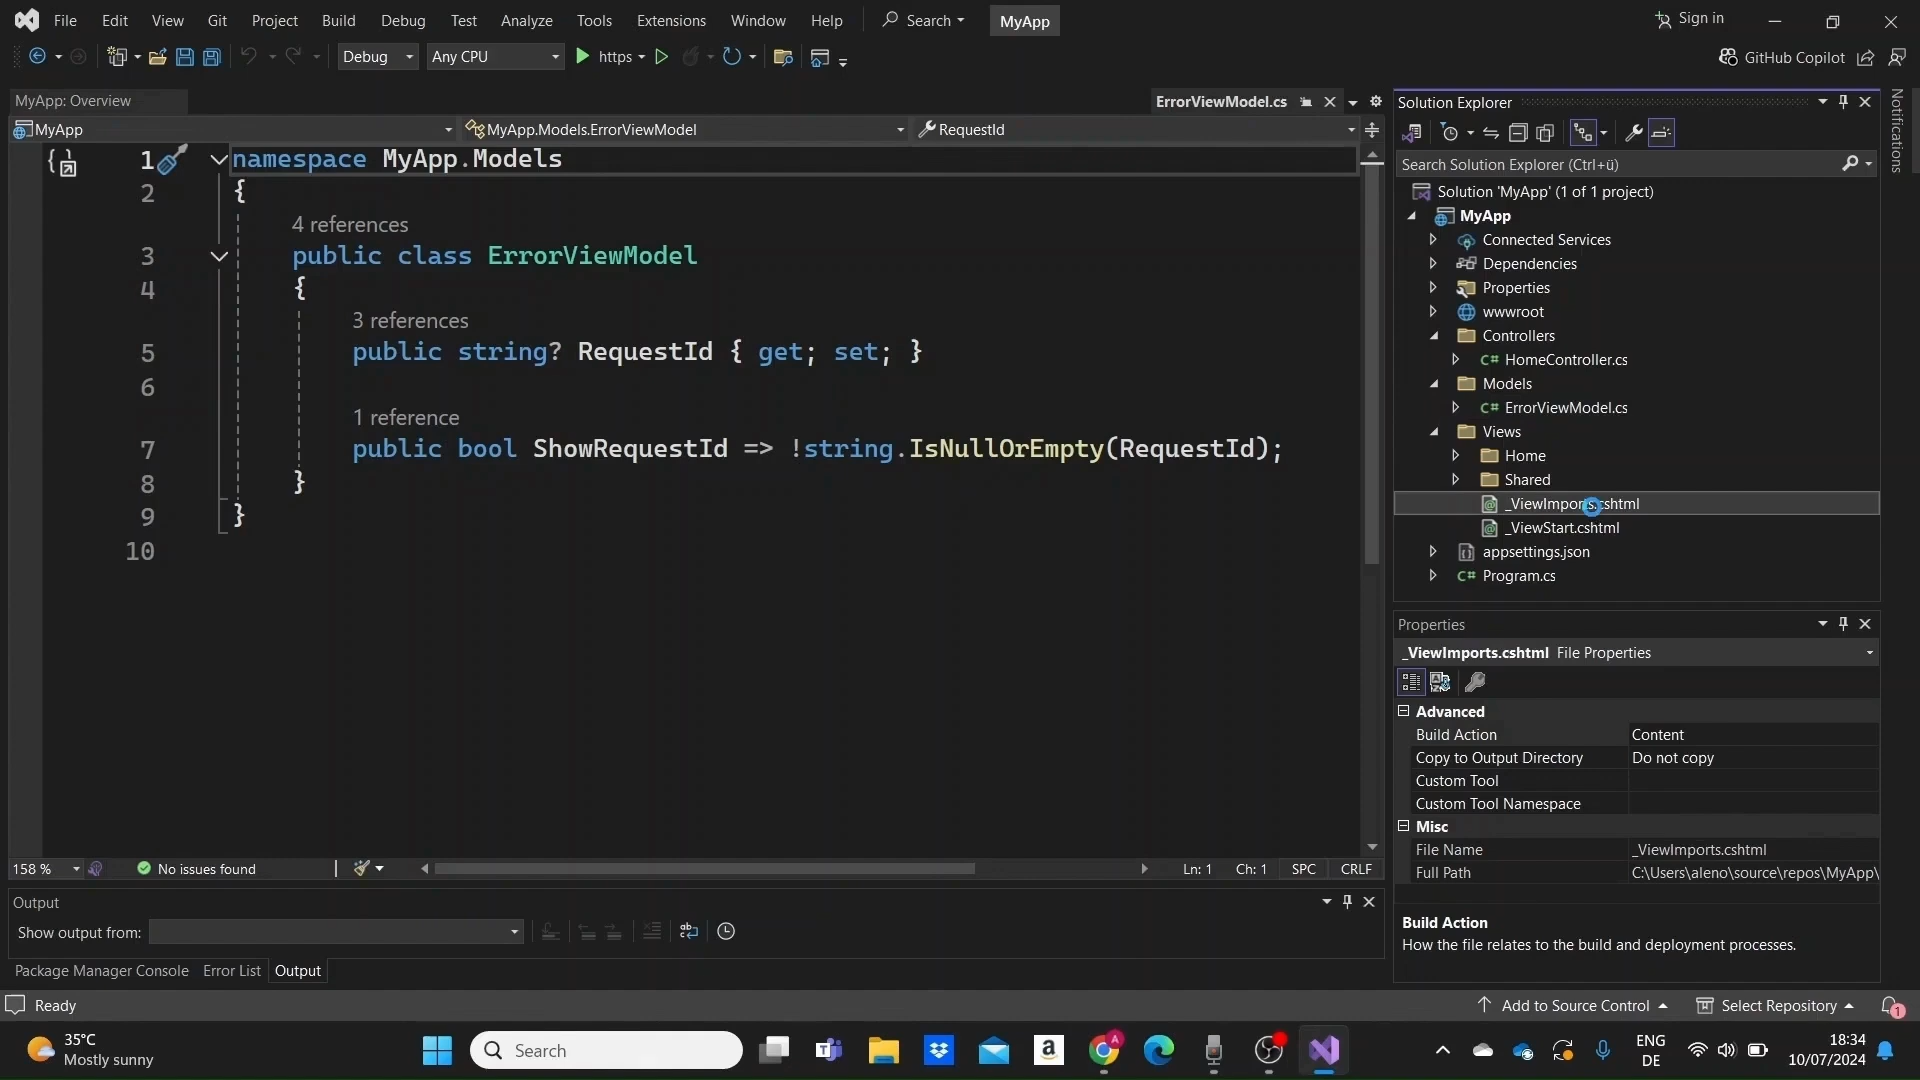 File Edit View Git Project Build Debug Test Analyze Tools Extensions Window Help Search MyApp Sign in
Debug Any CPU https GitHub Copilot
MyApp: Overview ErrorViewModel.cs
MyApp MyApp.Models.ErrorViewModel RequestId
1 namespace MyApp.Models
2 {
4 references
3 public class ErrorViewModel
4 {
3 references
5 public string? RequestId { get; set; }
6
1 reference
7 public bool ShowRequestId => !string.IsNullOrEmpty(RequestId);
8 }
9 }
10
158 % No issues found Ln: 1 Ch: 1 SPC CRLF
Output
Show output from:
Package Manager Console Error List Output
Solution Explorer
Search Solution Explorer (Ctrl+ü)
Solution 'MyApp' (1 of 1 project)
MyApp
Connected Services
Dependencies
Properties
wwwroot
Controllers
C# HomeController.cs
Models
C# ErrorViewModel.cs
Views
Home
Shared
_ViewImports.cshtml
_ViewStart.cshtml
appsettings.json
C# Program.cs
Notifications
Properties
_ViewImports.cshtml File Properties
Advanced
Build Action Content
Copy to Output Directory Do not copy
Custom Tool
Custom Tool Namespace
Misc
File Name _ViewImports.cshtml
Full Path C:\Users\aleno\source\repos\MyApp\
Build Action
How the file relates to the build and deployment processes.
Ready Add to Source Control Select Repository 1
35°C
Mostly sunny
Search
ENG
DE
18:34
10/07/2024